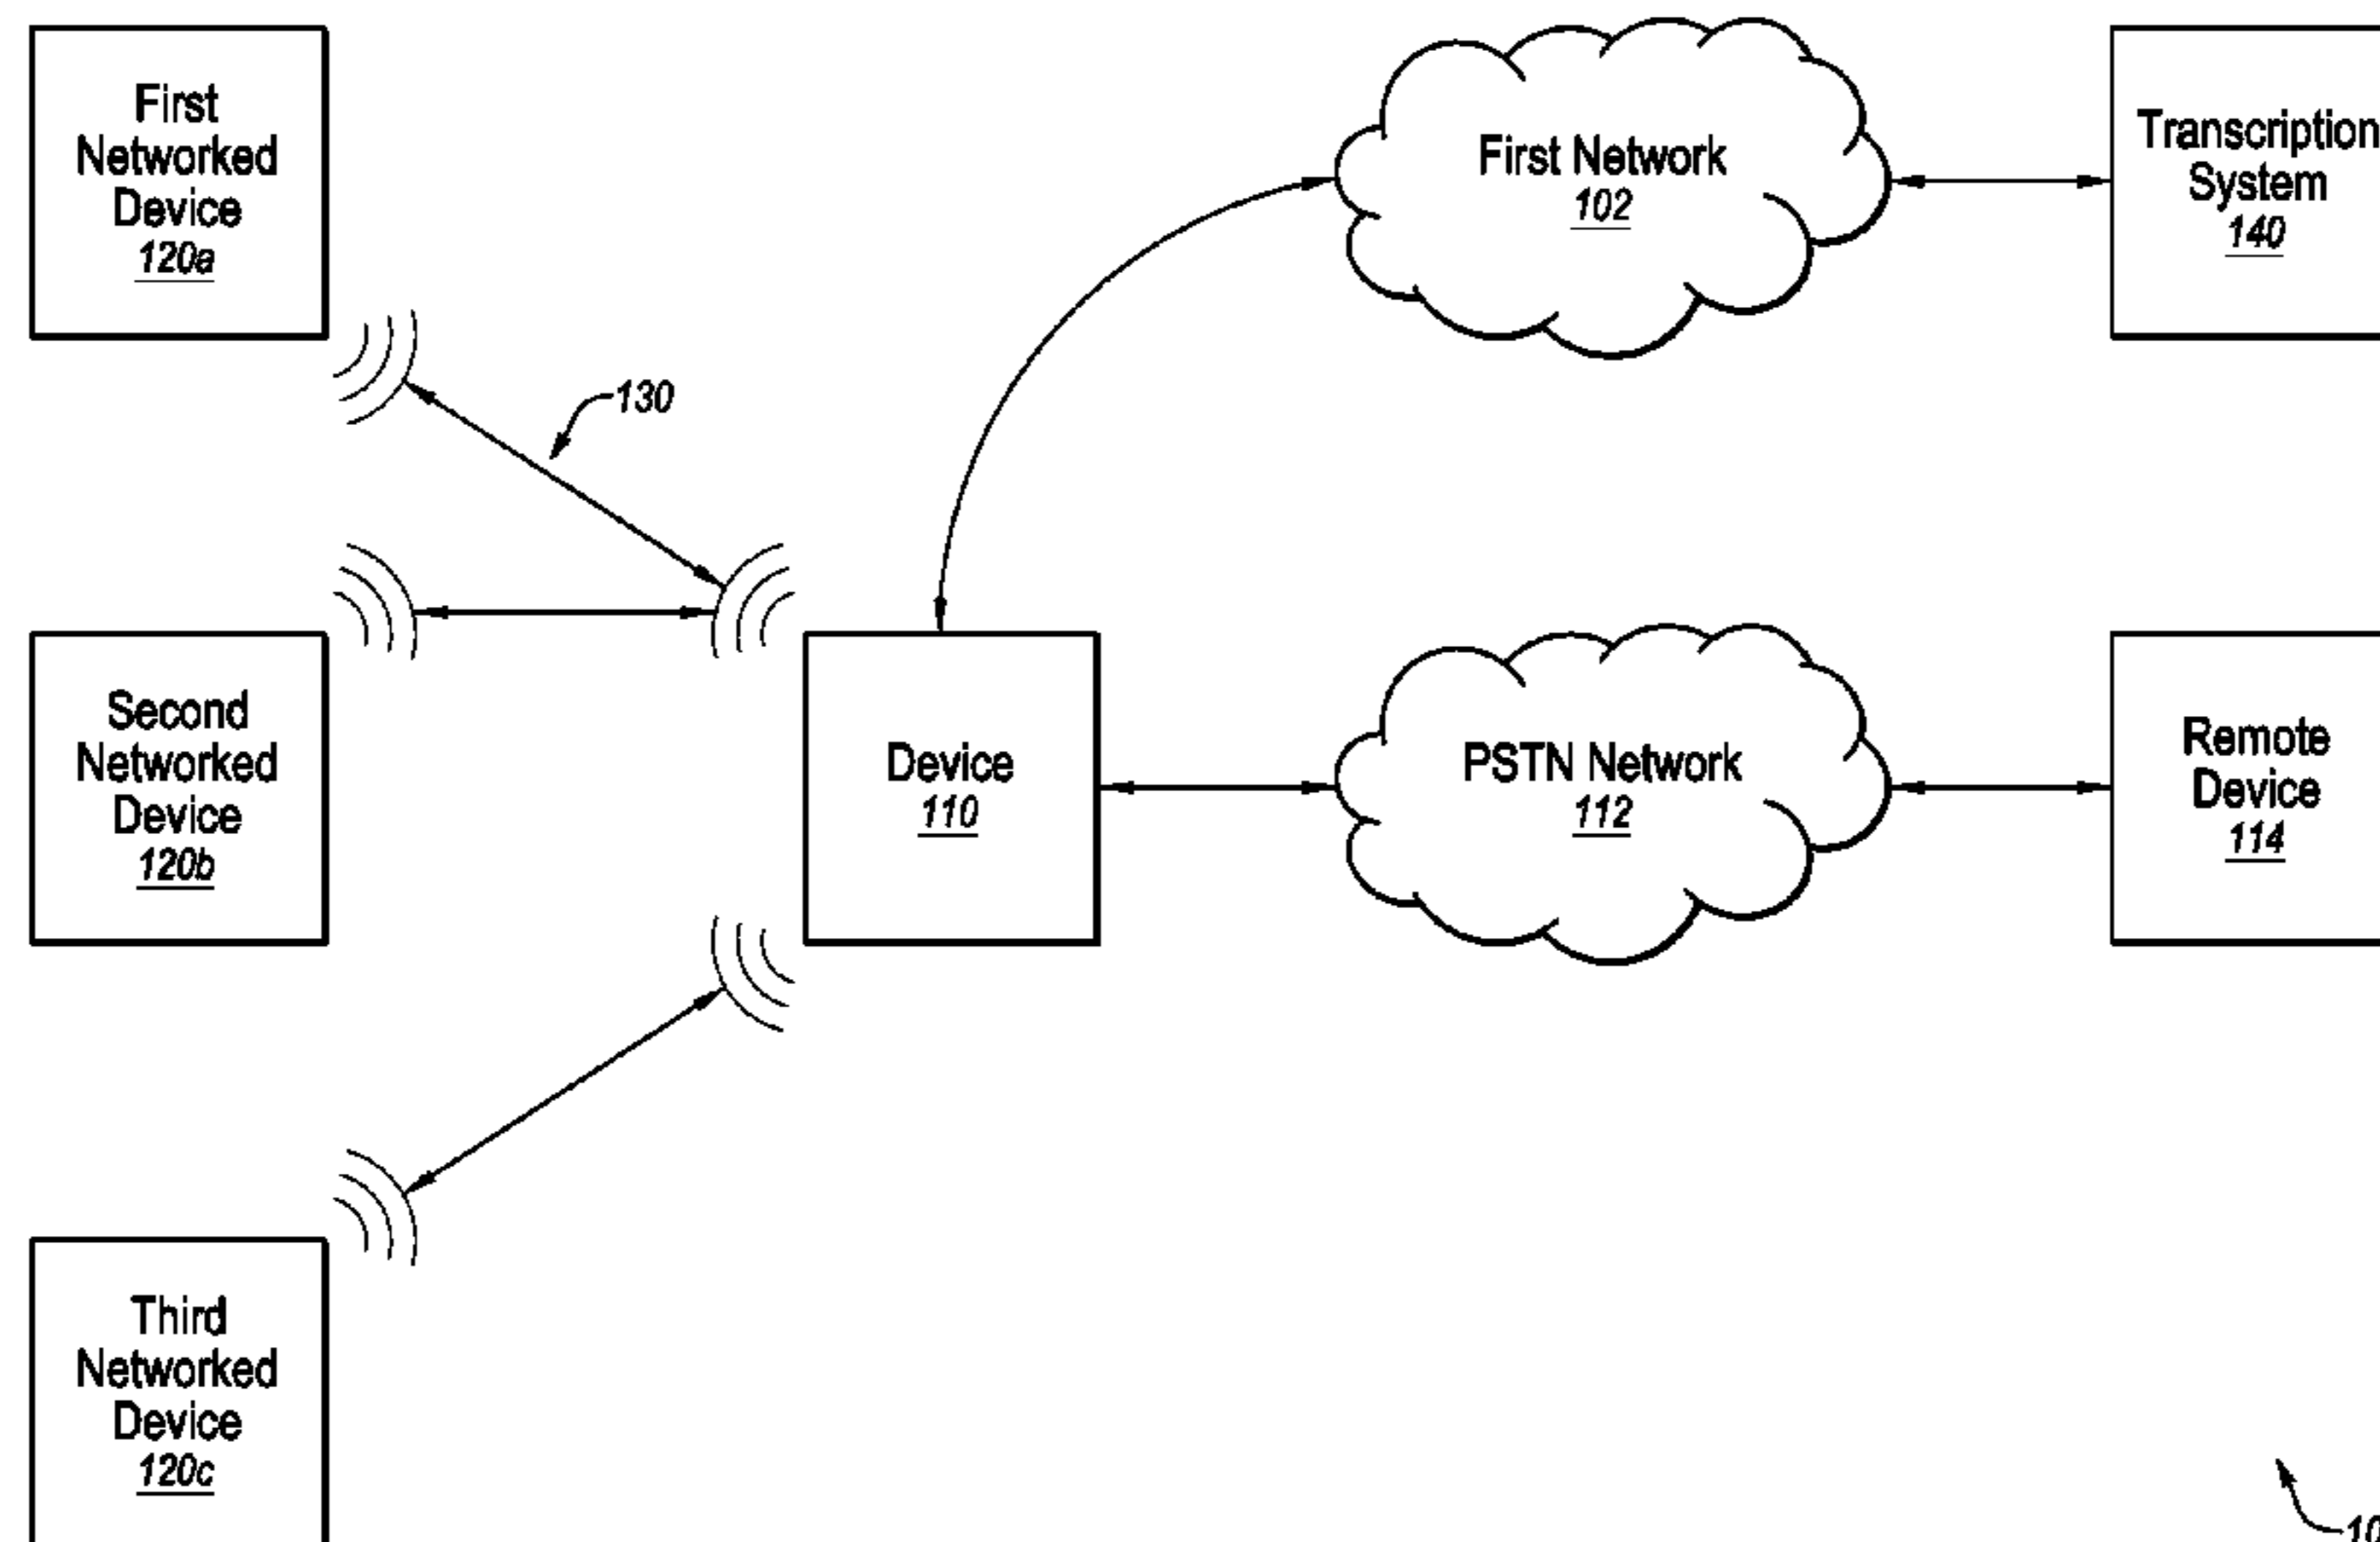 First
Networked
Device
120a
First Network
102
Transcription
System
140
130
Second
Networked
Device
120b
Device
110
PSTN Network
112
Remote
Device
114
Third
Networked
Device
120c